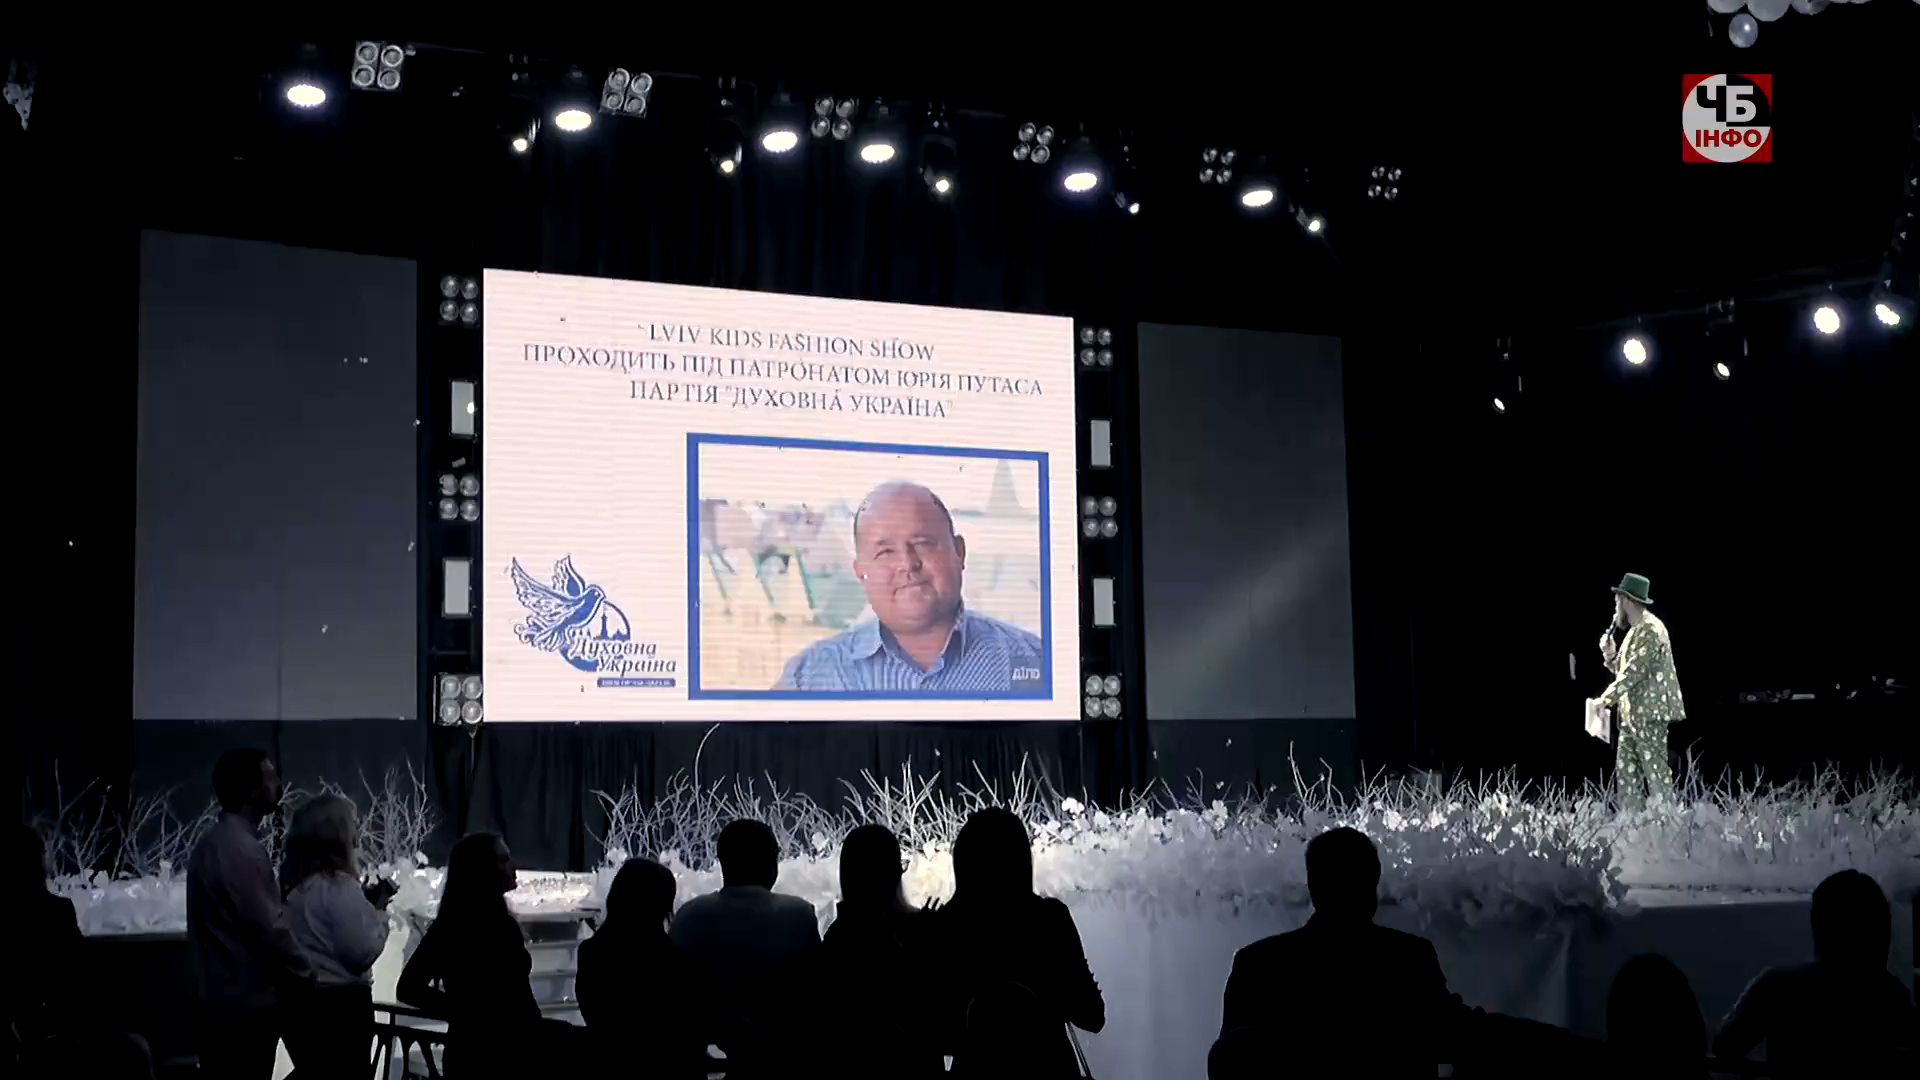 ЧБ
ІНФО
"LVIV KIDS FASHION SHOW
ПРОХОДИТЬ ПІД ПАТРОНАТОМ ЮРІЯ ПУТАСА
ПАРТІЯ "ДУХОВНА УКРАЇНА"
Духовна
Україна
ДІЛО